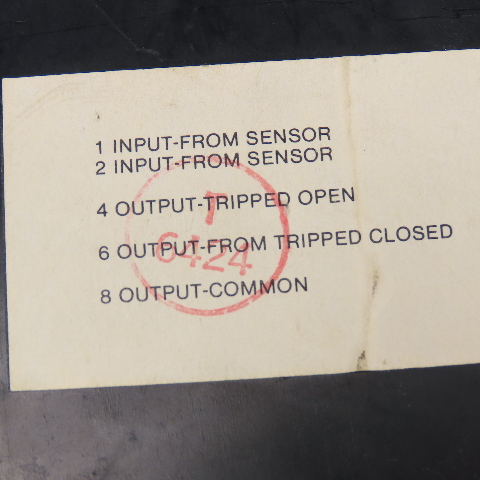 1 INPUT-FROM SENSOR
2 INPUT-FROM SENSOR
4 OUTPUT-TRIPPED OPEN
6 OUTPUT-FROM TRIPPED CLOSED
8 OUTPUT-COMMON
T
6424